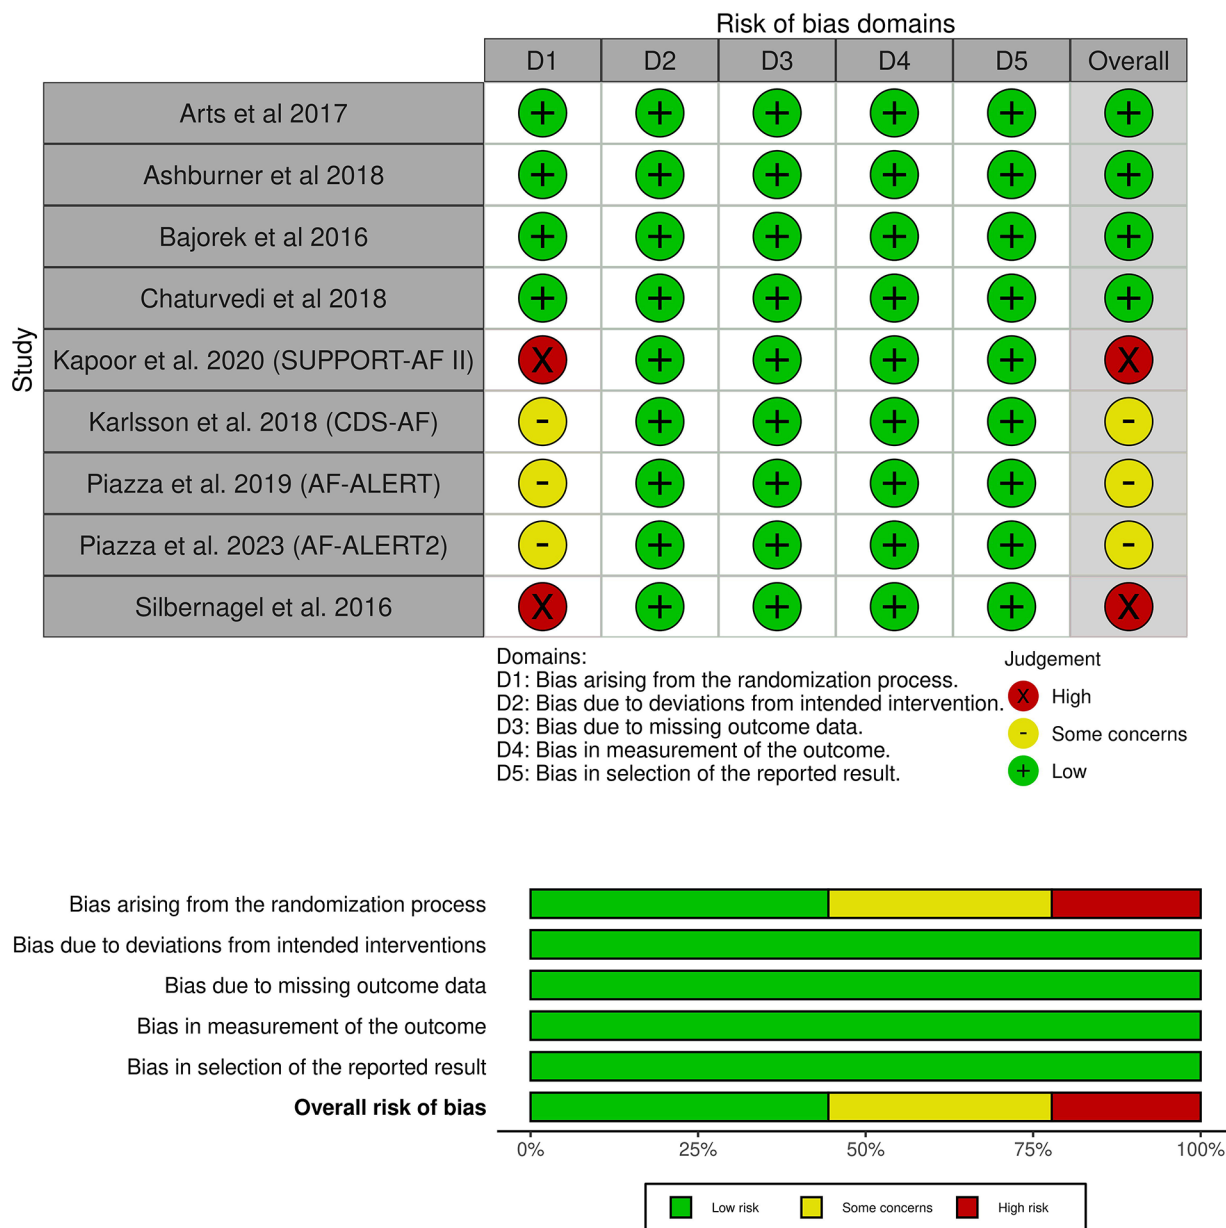 Risk of bias domains
D1 D2 D3 D4 D5 Overall
Study
Arts et al 2017 + + + + + +
Ashburner et al 2018 + + + + + +
Bajorek et al 2016 + + + + + +
Chaturvedi et al 2018 + + + + + +
Kapoor et al. 2020 (SUPPORT-AF II) X + + + + X
Karlsson et al. 2018 (CDS-AF) - + + + + -
Piazza et al. 2019 (AF-ALERT) - + + + + -
Piazza et al. 2023 (AF-ALERT2) - + + + + -
Silbernagel et al. 2016 X + + + + X
Domains:
D1: Bias arising from the randomization process.
D2: Bias due to deviations from intended intervention.
D3: Bias due to missing outcome data.
D4: Bias in measurement of the outcome.
D5: Bias in selection of the reported result.
Judgement
X High
- Some concerns
+ Low
Bias arising from the randomization process
Bias due to deviations from intended interventions
Bias due to missing outcome data
Bias in measurement of the outcome
Bias in selection of the reported result
Overall risk of bias
0% 25% 50% 75% 100%
Low risk Some concerns High risk